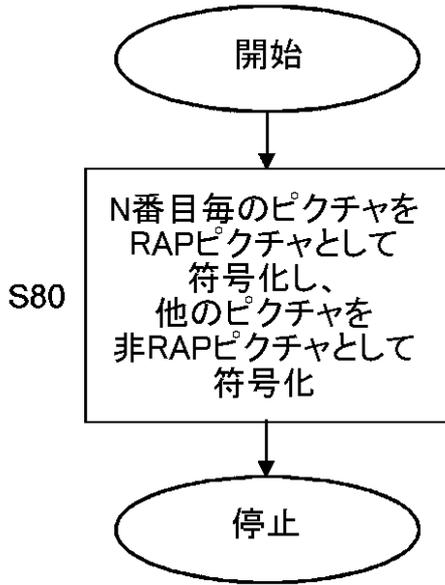 開始
S80
N番目毎のピクチャを
RAPピクチャとして
符号化し、
他のピクチャを
非RAPピクチャとして
符号化
停止